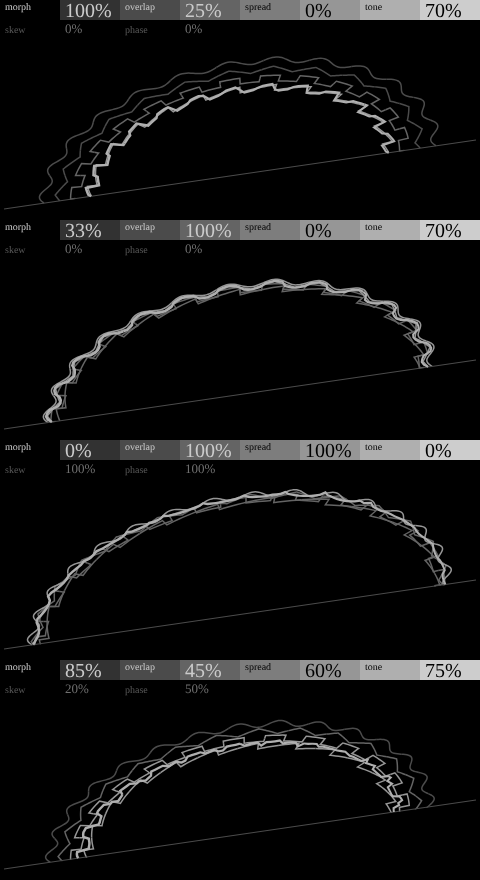 morph 100% overlap 25% spread 0% tone 70%
skew 0% phase 0%
morph 33% overlap 100% spread 0% tone 70%
skew 0% phase 0%
morph 0% overlap 100% spread 100% tone 0%
skew 100% phase 100%
morph 85% overlap 45% spread 60% tone 75%
skew 20% phase 50%